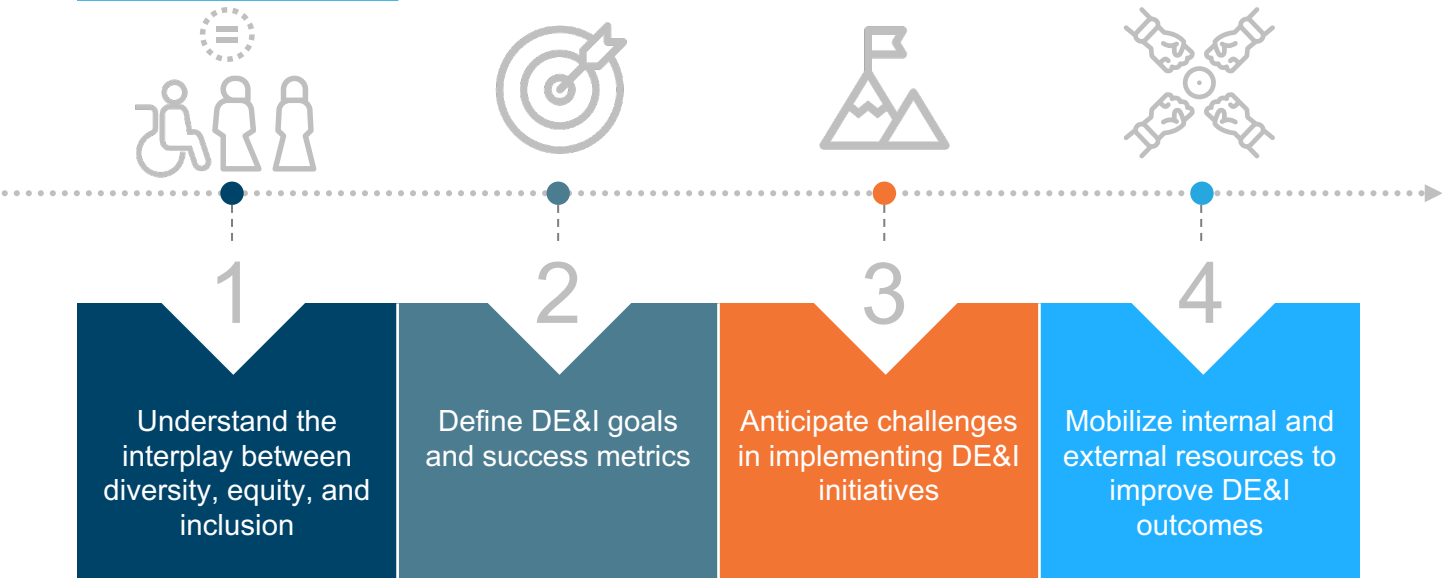 1
Understand the
interplay between
diversity, equity, and
inclusion
2
Define DE&I goals
and success metrics
3
Anticipate challenges
in implementing DE&I
initiatives
4
Mobilize internal and
external resources to
improve DE&I
outcomes